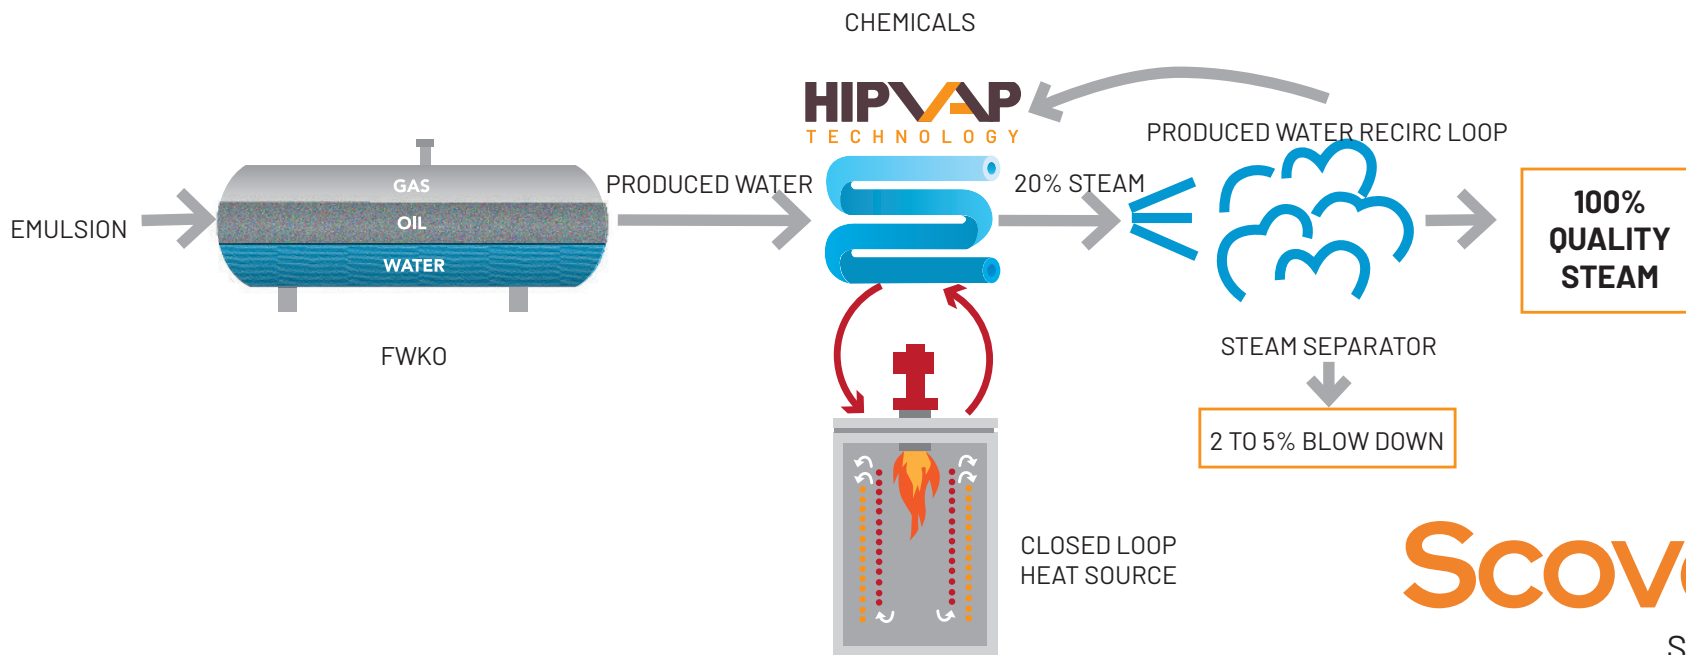 CHEMICALS
HIPVAP
TECHNOLOGY
PRODUCED WATER RECIRC LOOP
GAS
OIL
WATER
EMULSION
PRODUCED WATER
20% STEAM
100%
QUALITY
STEAM
FWKO
STEAM SEPARATOR
2 TO 5% BLOW DOWN
CLOSED LOOP
HEAT SOURCE